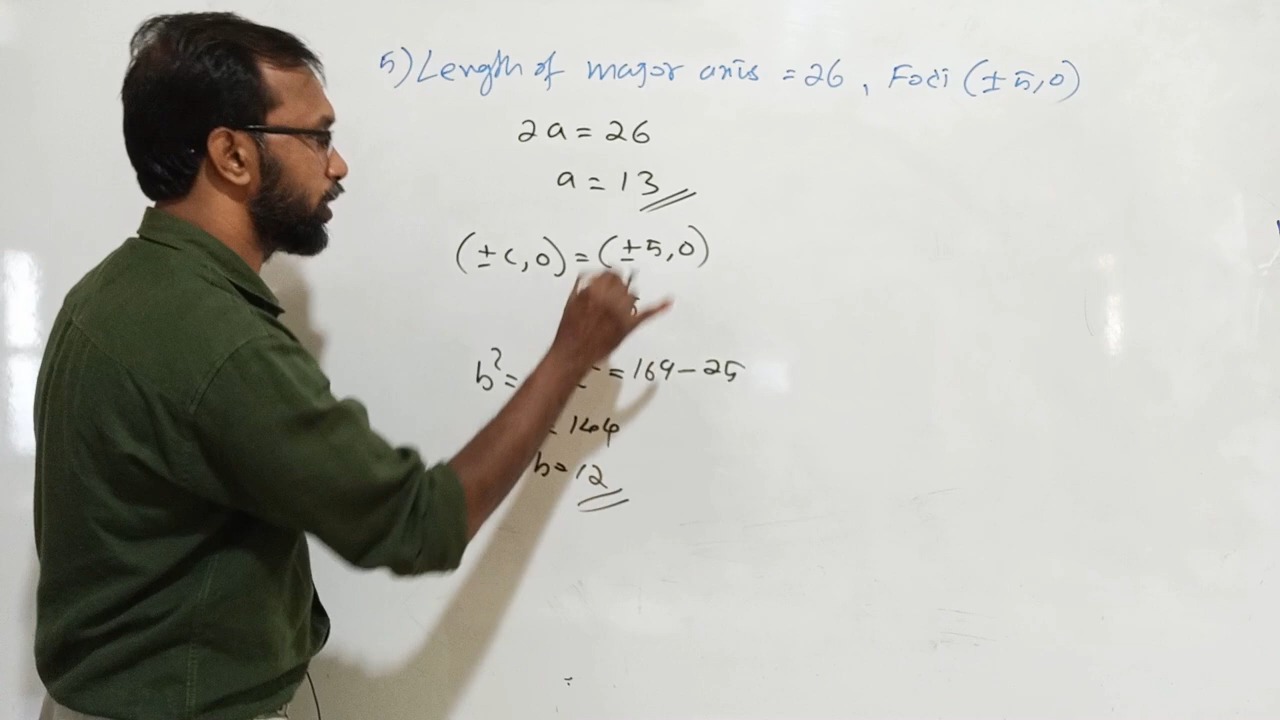 5) Length of major axis = 26, Foci (±5,0)
2a = 26
a = 13
(±c,0) = (±5,0)
b² = = 169 - 25
= 144
b = 12